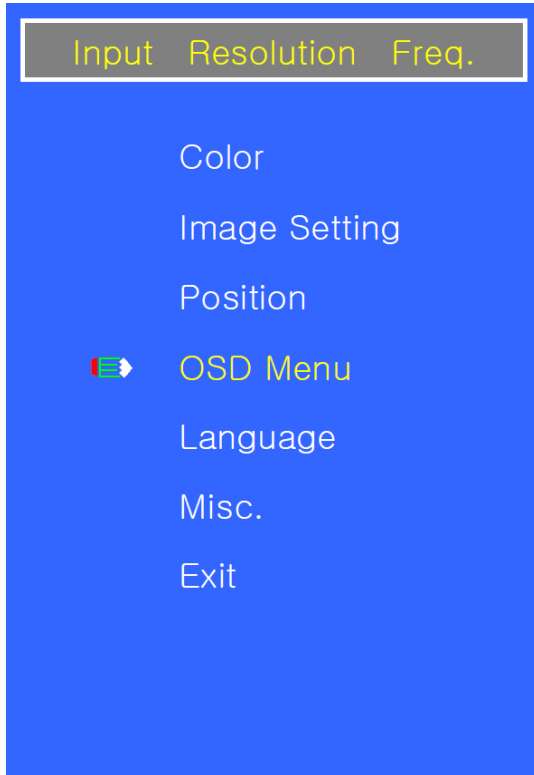 Input Resolution Freq.
Color
Image Setting
Position
OSD Menu
Language
Misc.
Exit